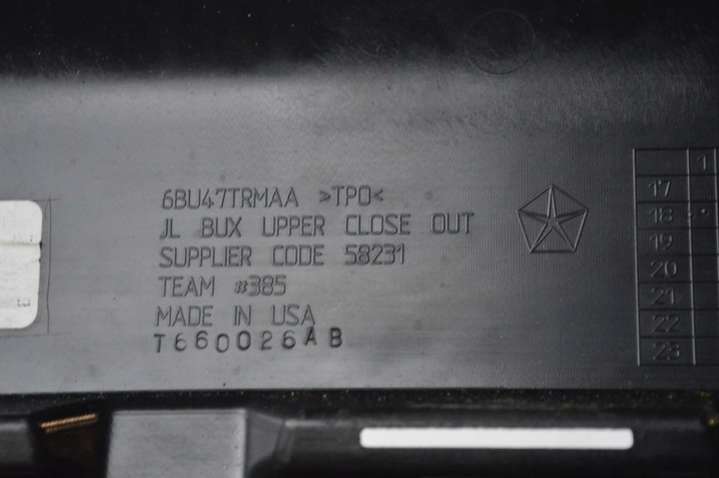 6BU47TRMAA >TPO<
JL BUX UPPER CLOSE OUT
SUPPLIER CODE 58231
TEAM #385
MADE IN USA
T660026AB
1
17
18
19
20
21
22
23